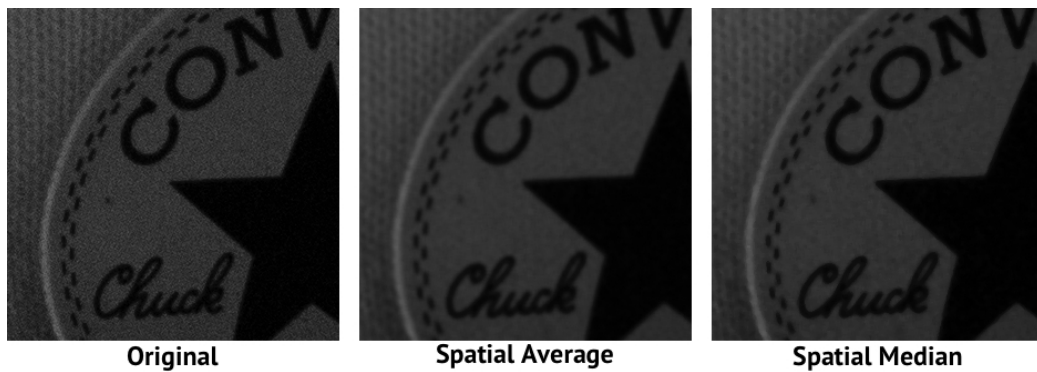 CONV
Chuck
CONV
Chuck
CONV
Chuck
Original
Spatial Average
Spatial Median